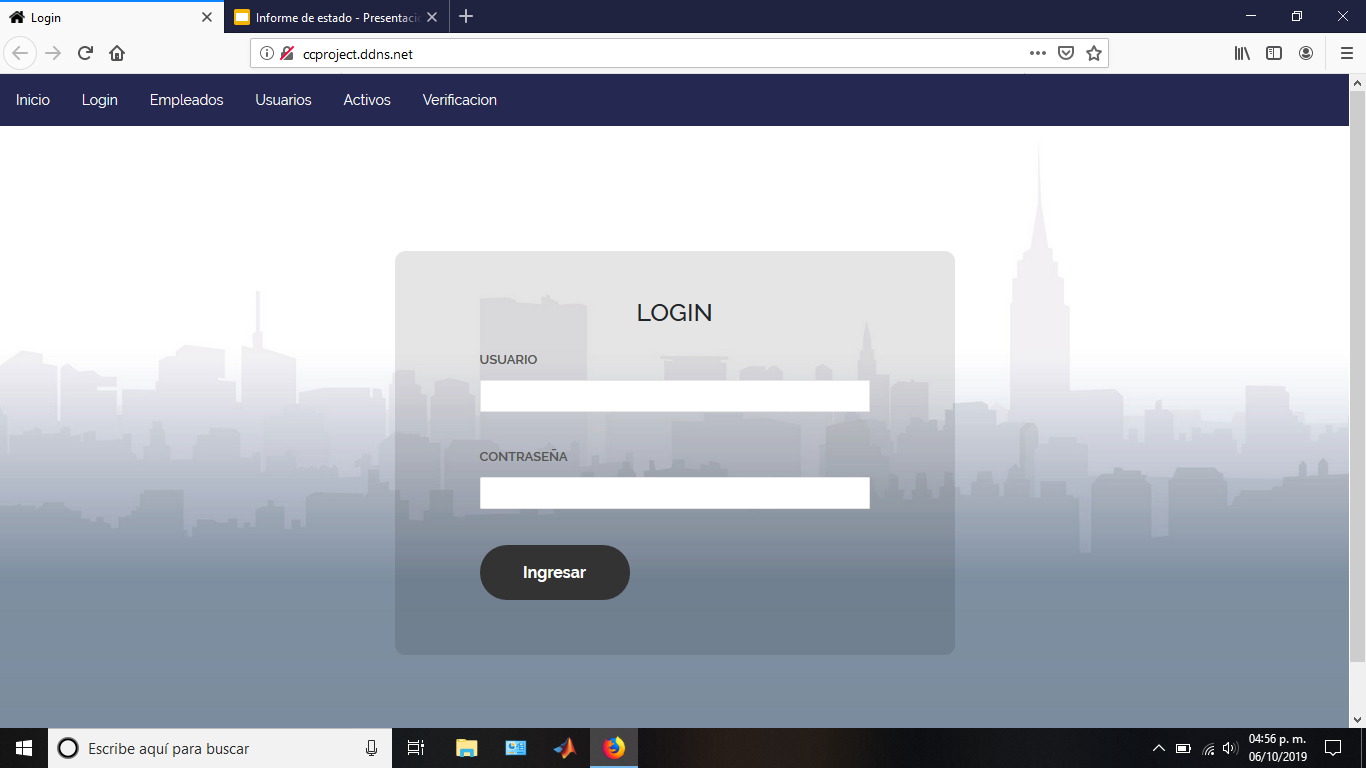 Login
Informe de estado - Presentaci
ccproject.ddns.net
Inicio Login Empleados Usuarios Activos Verificacion
LOGIN
USUARIO
CONTRASEÑA
Ingresar
Escribe aquí para buscar
04:56 p. m.
06/10/2019